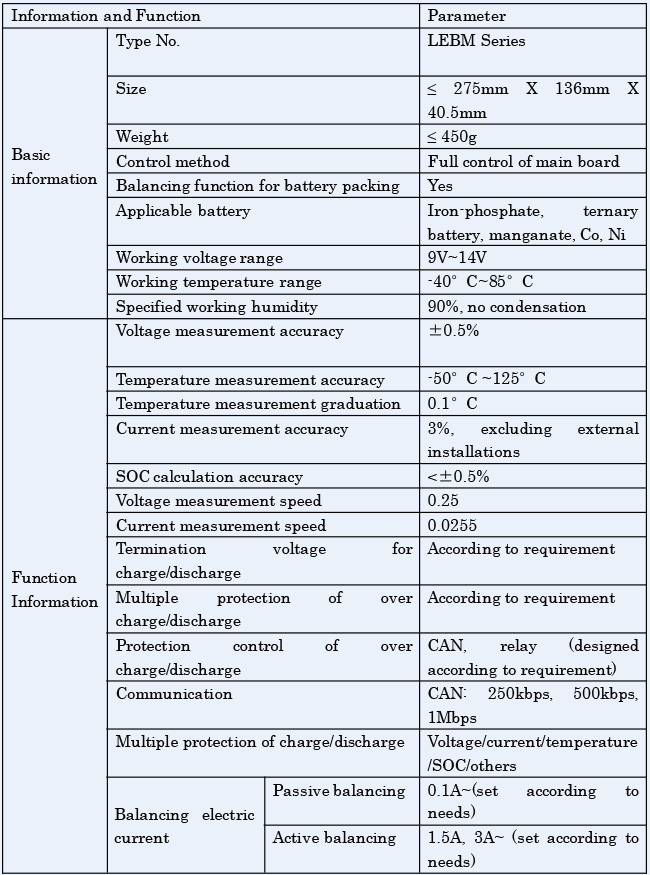 Information and Function Parameter
Basic
information
Type No. LEBM Series
Size ≤ 275mm X 136mm X
40.5mm
Weight ≤ 450g
Control method Full control of main board
Balancing function for battery packing Yes
Applicable battery Iron-phosphate, ternary
battery, manganate, Co, Ni
Working voltage range 9V~14V
Working temperature range -40° C~85° C
Specified working humidity 90%, no condensation
Function
Information
Voltage measurement accuracy ±0.5%
Temperature measurement accuracy -50° C ~125° C
Temperature measurement graduation 0.1° C
Current measurement accuracy 3%, excluding external
installations
SOC calculation accuracy <±0.5%
Voltage measurement speed 0.25
Current measurement speed 0.0255
Termination voltage for According to requirement
charge/discharge
Multiple protection of over According to requirement
charge/discharge
Protection control of over CAN, relay (designed
charge/discharge according to requirement)
Communication CAN: 250kbps, 500kbps,
1Mbps
Multiple protection of charge/discharge Voltage/current/temperature
/SOC/others
Balancing electric
current
Passive balancing 0.1A~(set according to
needs)
Active balancing 1.5A, 3A~ (set according to
needs)